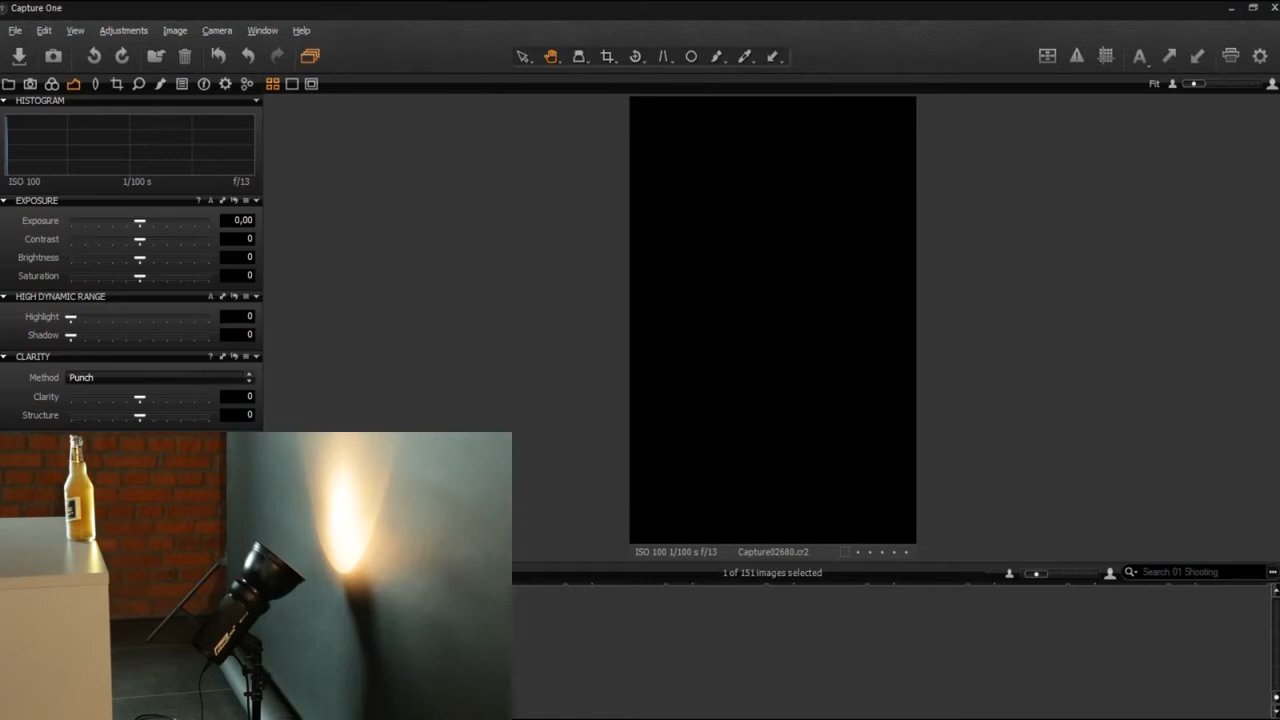 Capture One
File Edit View Adjustments Image Camera Window Help
Fit
HISTOGRAM
ISO 100 1/100 s f/13
EXPOSURE
Exposure 0,00
Contrast 0
Brightness 0
Saturation 0
HIGH DYNAMIC RANGE
Highlight 0
Shadow 0
CLARITY
Method Punch
Clarity 0
Structure 0
ISO 100 1/100 s f/13 Capture02680.cr2
1 of 151 images selected
Search 01 Shooting